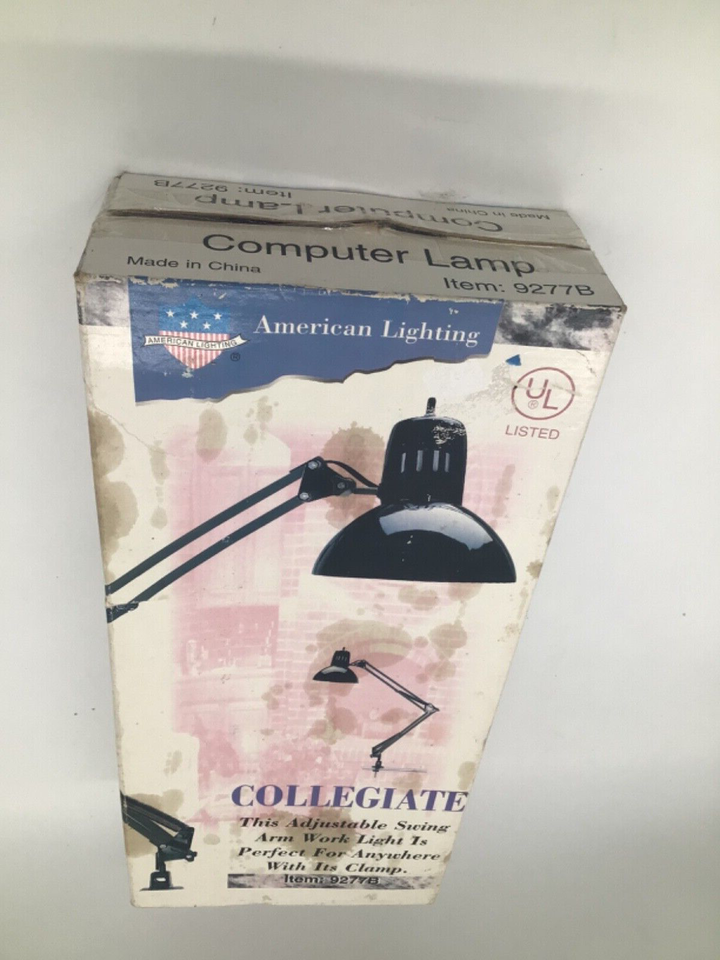 Item: 9277B
Computer Lamp
Made in China
Computer Lamp
Made in China
Item: 9277B
AMERICAN LIGHTING
®
American Lighting
UL
®
LISTED
COLLEGIATE
This Adjustable Swing
Arm Work Light Is
Perfect For Anywhere
With Its Clamp.
Item: 9277B